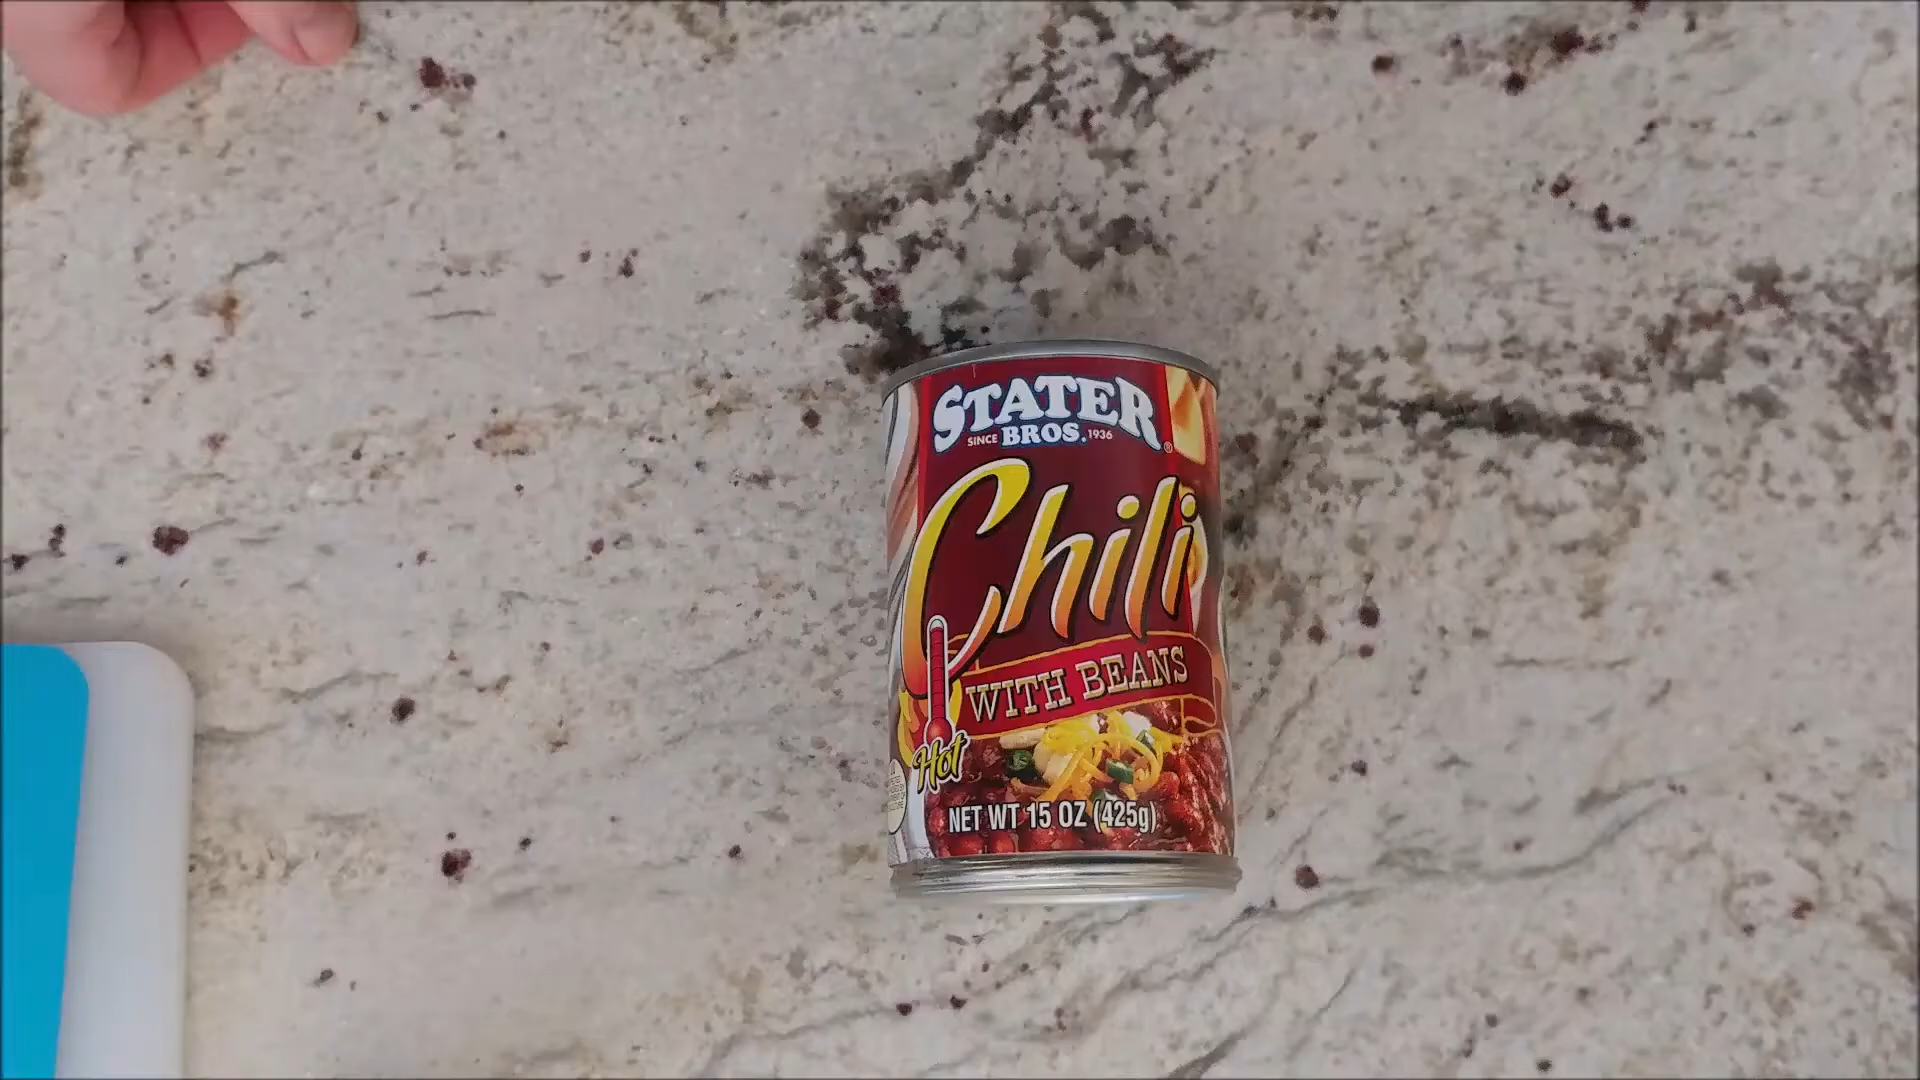 STATER
SINCE BROS. 1936
®
Chili
WITH BEANS
Hot
NET WT 15 OZ (425g)